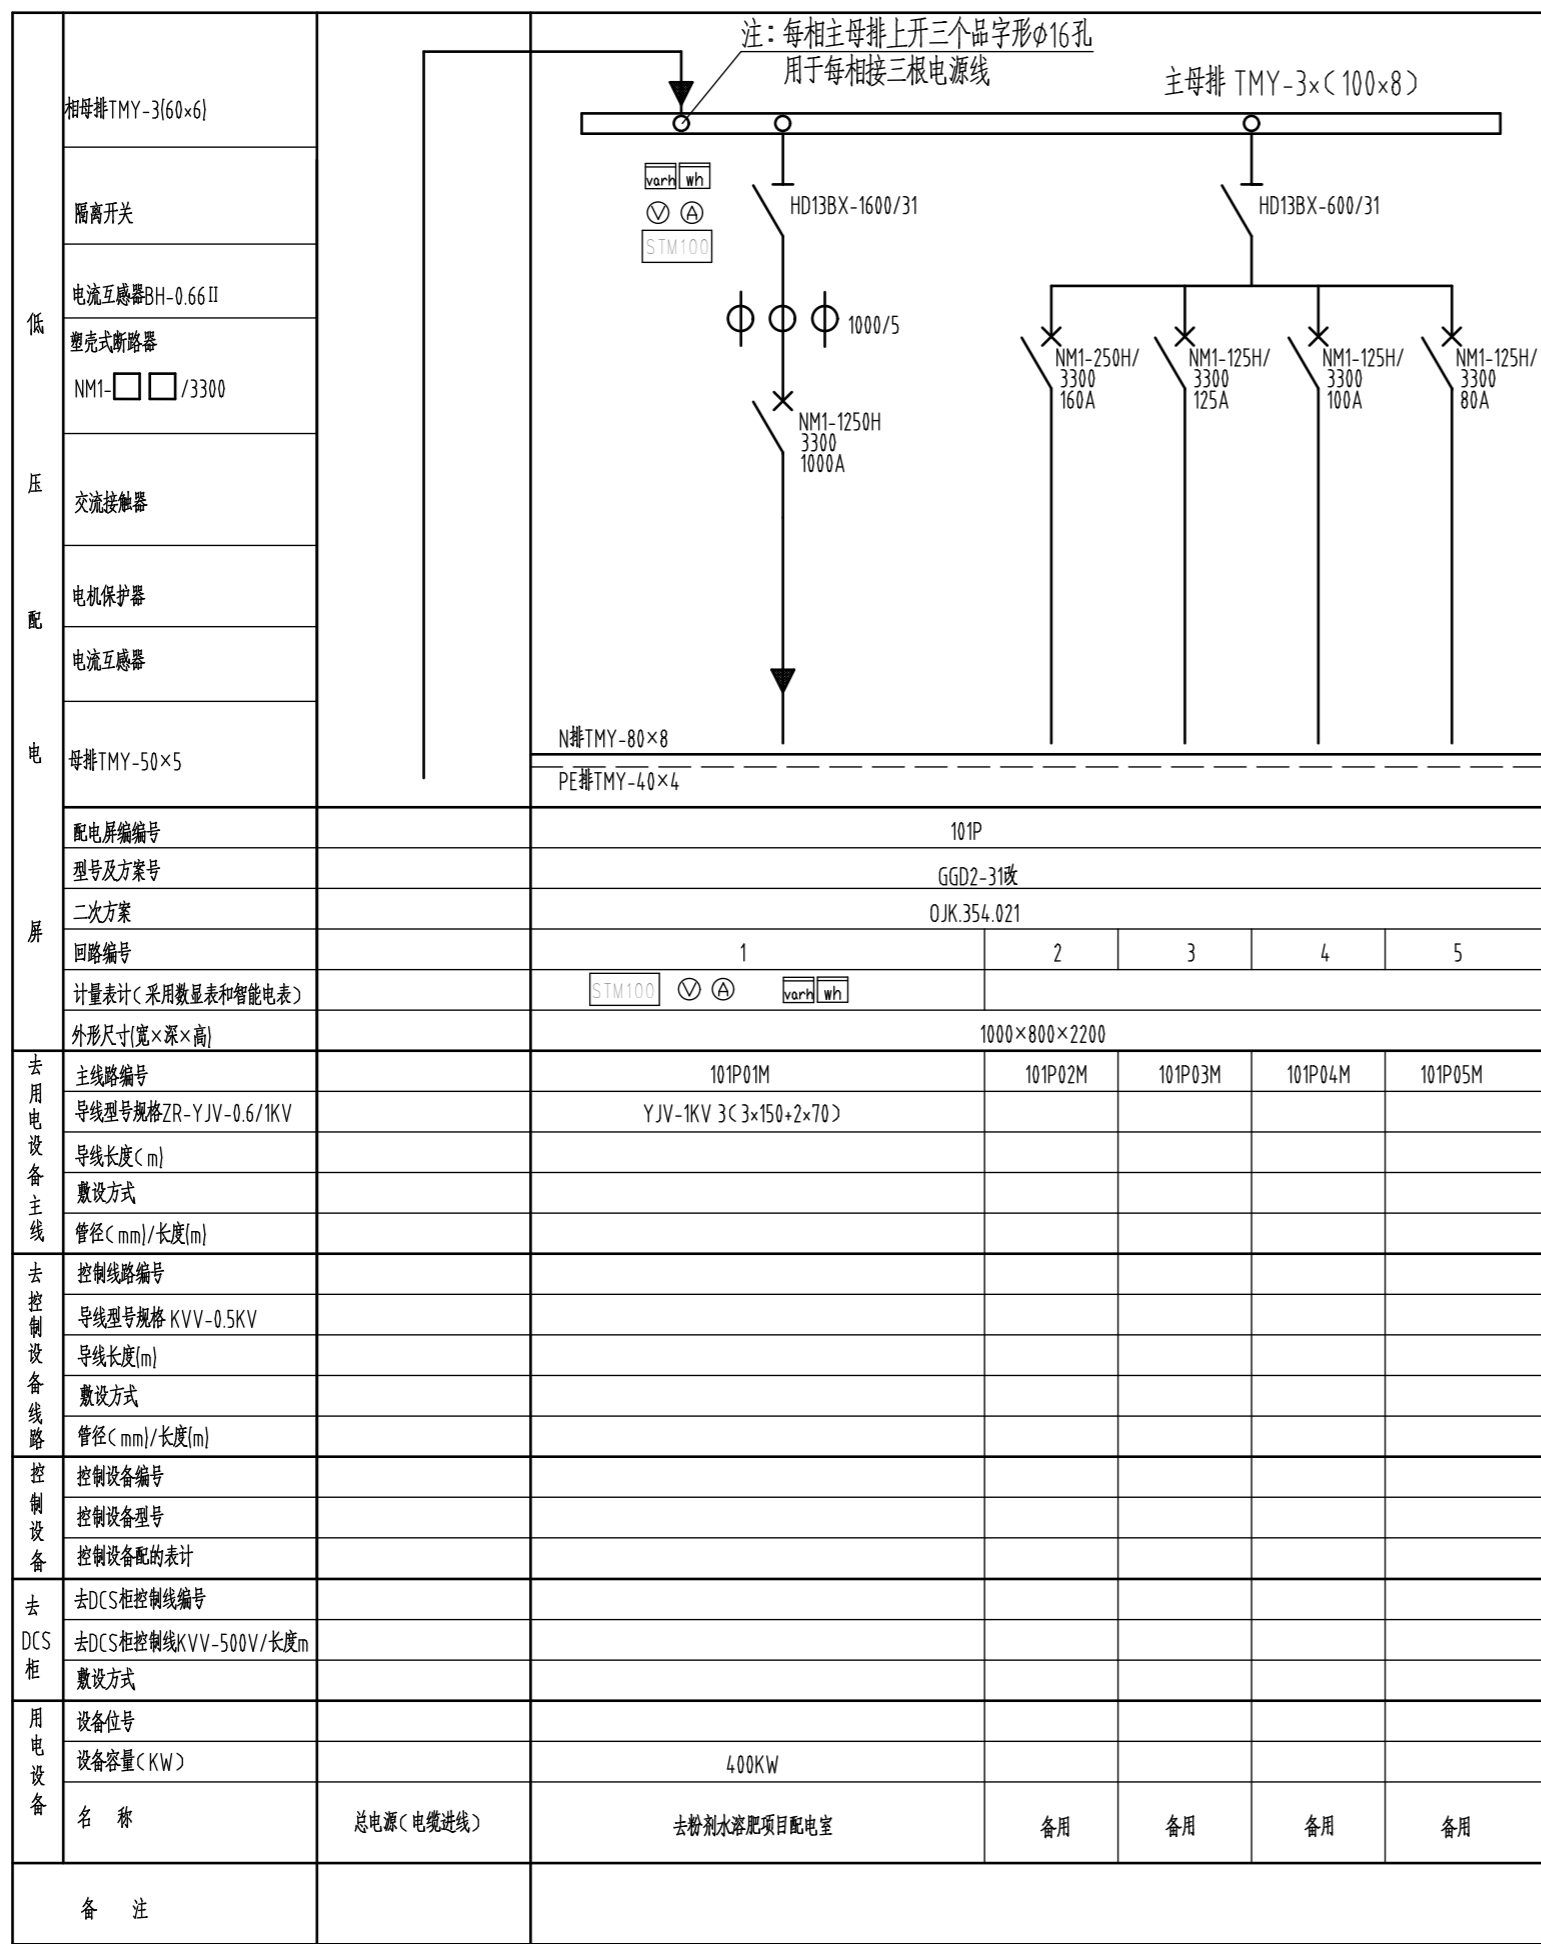 注：每相主母排上开三个品字形φ16孔
用于每相接三根电源线
主母排 TMY-3×(100×8)
相母排TMY-3(60×6)
varh wh
隔离开关
HD13BX-1600/31
HD13BX-600/31
V A
STM100
电流互感器BH-0.66Ⅱ
1000/5
低
塑壳式断路器
NM1-□ □/3300
NM1-250H/
3300
160A
NM1-125H/
3300
125A
NM1-125H/
3300
100A
NM1-125H/
3300
80A
NM1-1250H
3300
1000A
压
交流接触器
电机保护器
配
电流互感器
电
母排TMY-50×5
N排TMY-80×8
PE排TMY-40×4
配电屏编编号 101P
型号及方案号 GGD2-31改
二次方案 OJK.354.021
屏
回路编号 1 2 3 4 5
计量表计(采用数显表和智能电表) STM100 V A varh wh
外形尺寸(宽×深×高) 1000×800×2200
去用电设备主线
主线路编号 101P01M 101P02M 101P03M 101P04M 101P05M
导线型号规格ZR-YJV-0.6/1KV YJV-1KV 3(3×150+2×70)
导线长度(m)
敷设方式
管径(mm)/长度(m)
去控制设备线路
控制线路编号
导线型号规格 KVV-0.5KV
导线长度(m)
敷设方式
管径(mm)/长度(m)
控制设备
控制设备编号
控制设备型号
控制设备配的表计
去DCS柜
去DCS柜控制线编号
去DCS柜控制线KVV-500V/长度m
敷设方式
用电设备
设备位号
设备容量(KW) 400KW
名 称 总电源(电缆进线) 去粉剂水溶肥项目配电室 备用 备用 备用 备用
备 注